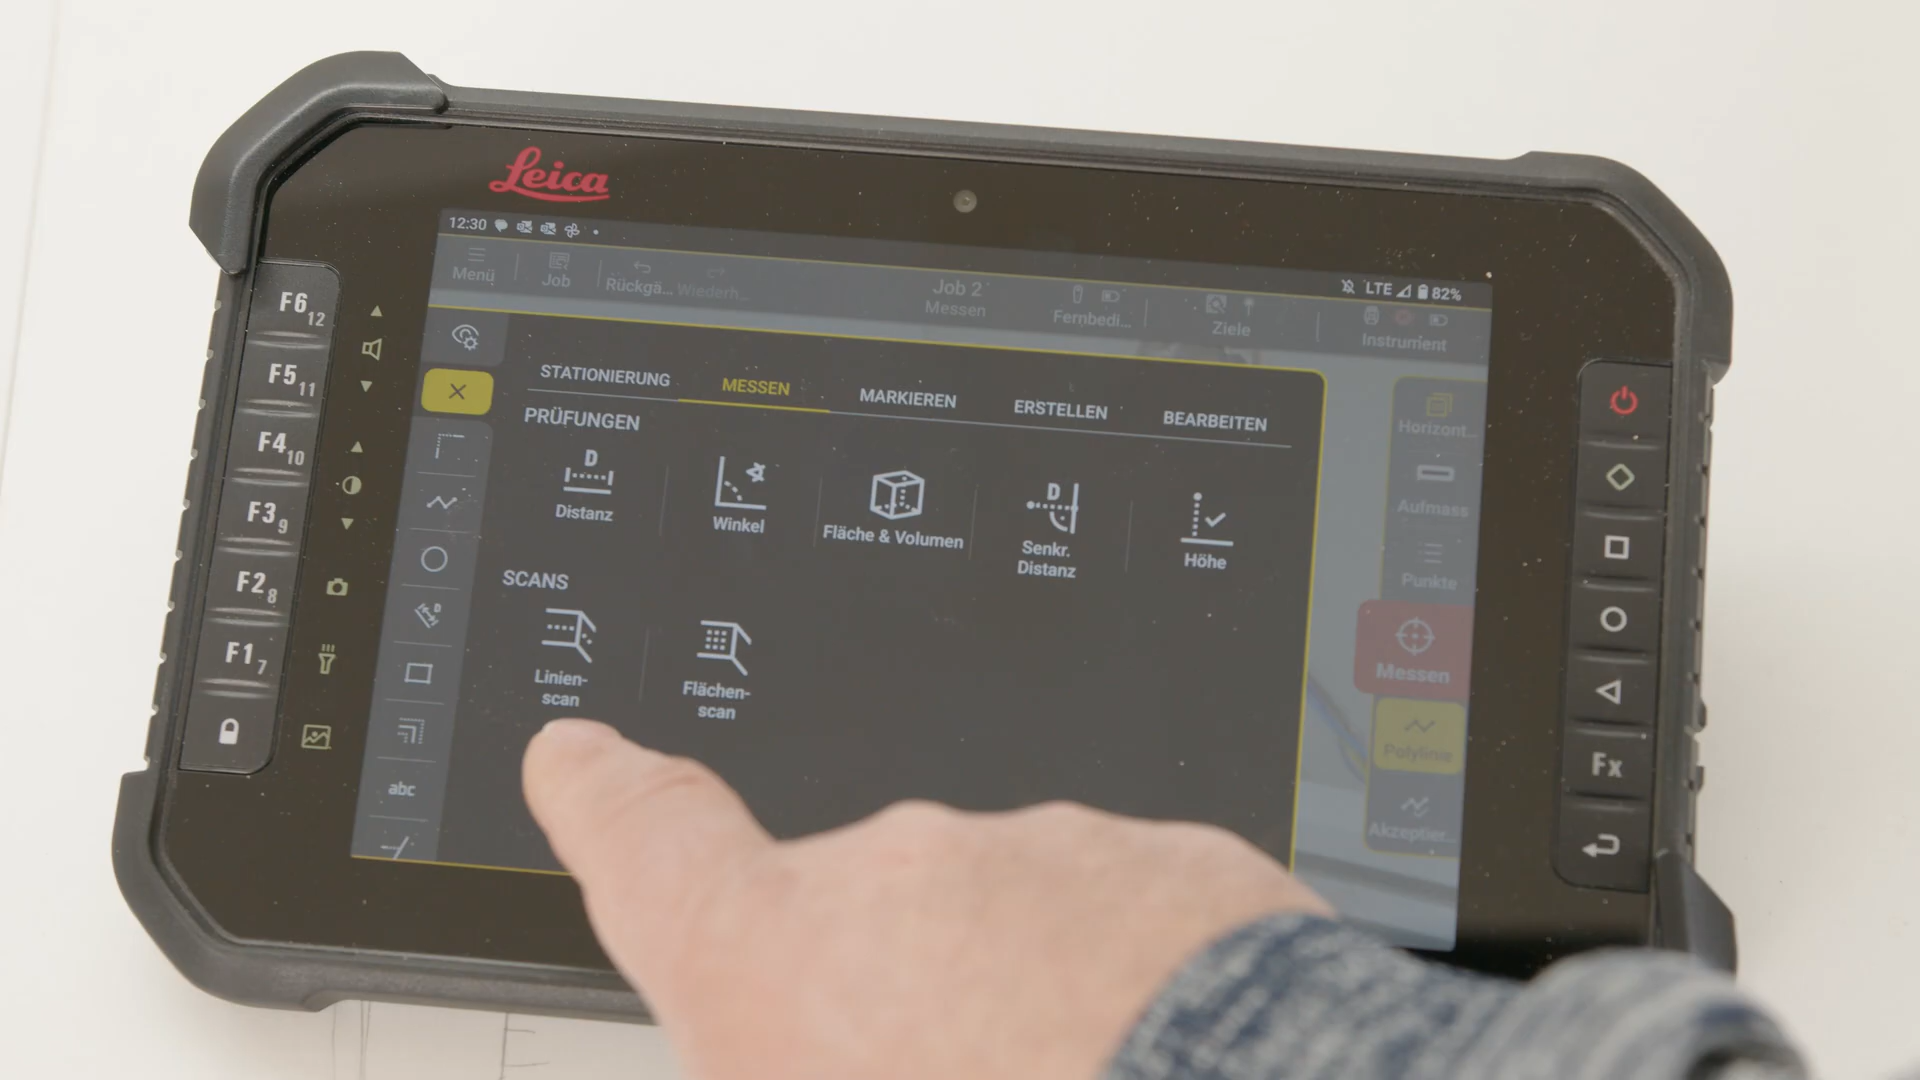 Leica
12:30
LTE 82%
Menü
Job
Rückgä...
Wiederh...
Job 2
Messen
Fernbedi...
Ziele
Instrument
STATIONIERUNG
MESSEN
MARKIEREN
ERSTELLEN
BEARBEITEN
PRÜFUNGEN
D
Distanz
Winkel
Fläche & Volumen
D
Senkr.
Distanz
Höhe
SCANS
Linien-
scan
Flächen-
scan
D
abc
Horizont...
Aufmass
Punkte
Messen
Polylinie
Akzeptier...
F6 12
F5 11
F4 10
F3 9
F2 8
F1 7
Fx